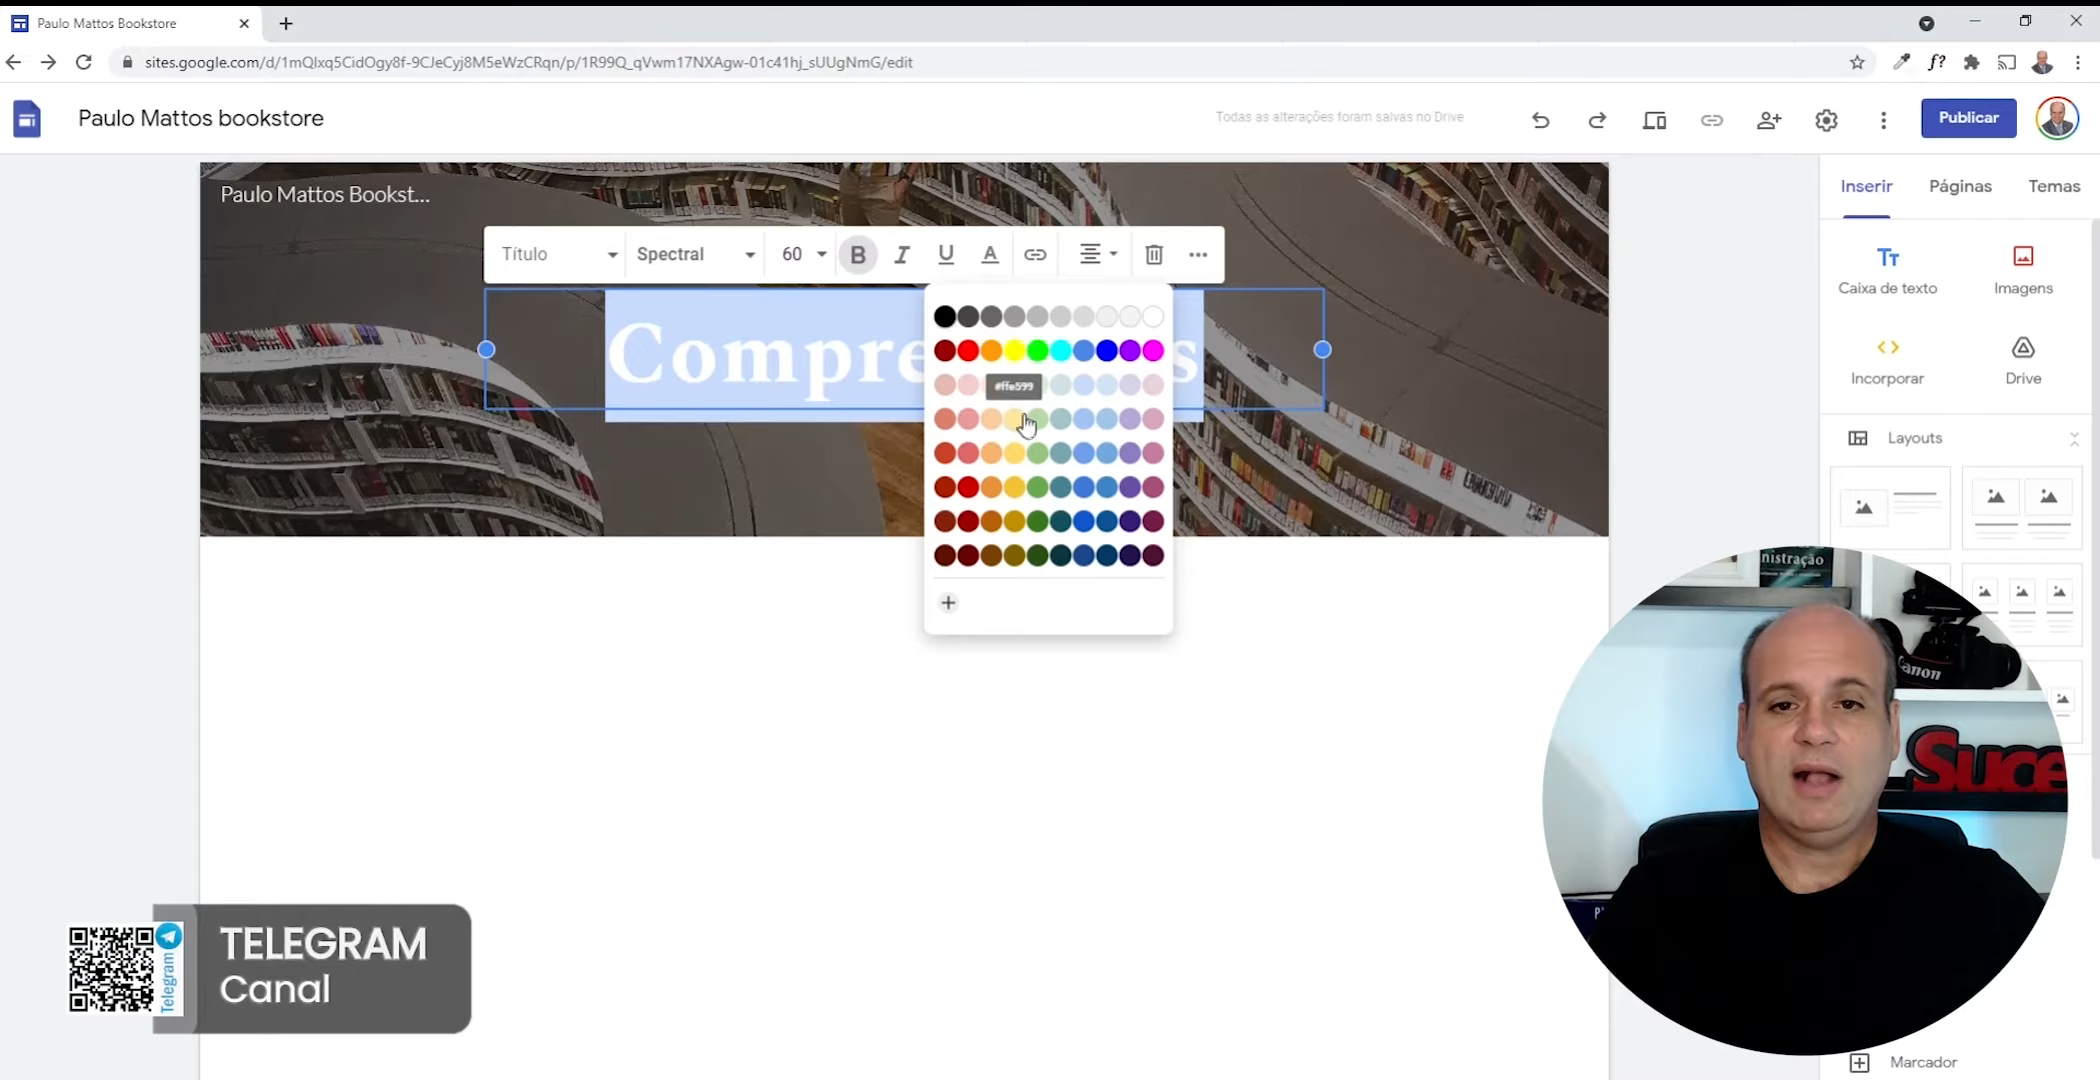 Paulo Mattos Bookstore
sites.google.com/d/1mQlxq5CidOgy8f-9CJeCyj8M5eWzCRqn/p/1R99Q_qVwm17NXAgw-01c41hj_sUUgNmG/edit
f?
Paulo Mattos bookstore
Todas as alterações foram salvas no Drive
Publicar
Paulo Mattos Bookst...
Inserir
Páginas
Temas
Título
Spectral
60
B
I
U
A
Compre
s
#ffe599
Caixa de texto
Imagens
Incorporar
Drive
Layouts
nistração
Canon
Suce
TELEGRAM
Canal
Telegram
Marcador